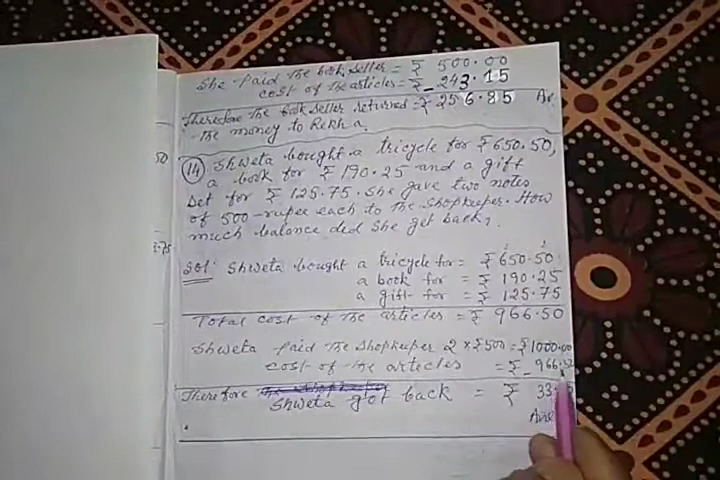 She Paid the book seller = ₹ 500.00
cost of the articles = ₹ - 243.15
Therefore the book seller returned = ₹ 256.85 Ans
the money to Rekha.
50
(14) Shweta bought a tricycle for ₹650.50,
a book for ₹ 190.25 and a gift
set for ₹ 125.75. She gave two notes
of 500-rupee each to the shopkeeper. How
much balance did she get back?
3.75
Sol: Shweta bought a tricycle for = ₹ 650.50
a book for = ₹ 190.25
a gift for = ₹ 125.75
Total cost of the articles = ₹ 966.50
Shweta Paid the Shopkeeper 2 × ₹500 = ₹1000.00
cost of the articles = ₹ - 966.50
Therefore Shweta got back = ₹ 33
Ans